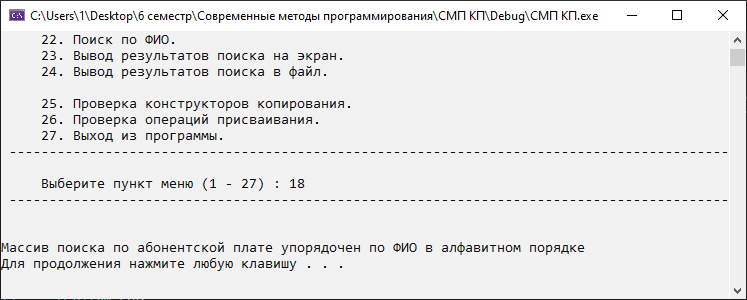 C:\Users\1\Desktop\6 семестр\Современные методы программирования\СМП КП\Debug\СМП КП.exe
22. Поиск по ФИО.
23. Вывод результатов поиска на экран.
24. Вывод результатов поиска в файл.
25. Проверка конструкторов копирования.
26. Проверка операций присваивания.
27. Выход из программы.
------------------------------------------------------------------------------------------
Выберите пункт меню (1 - 27) : 18
------------------------------------------------------------------------------------------
Массив поиска по абонентской плате упорядочен по ФИО в алфавитном порядке
Для продолжения нажмите любую клавишу . . .